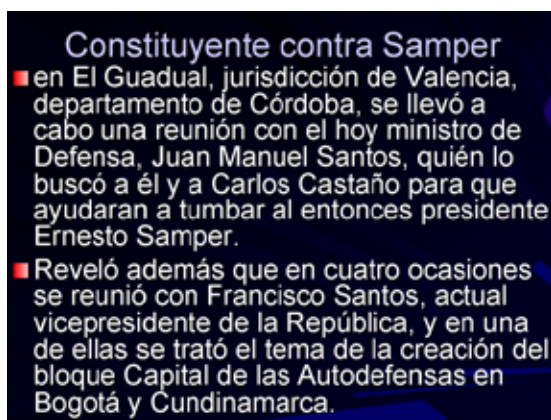 Constituyente contra Samper
en El Guadual, jurisdicción de Valencia,
departamento de Córdoba, se llevó a
cabo una reunión con el hoy ministro de
Defensa, Juan Manuel Santos, quién lo
buscó a él y a Carlos Castaño para que
ayudaran a tumbar al entonces presidente
Ernesto Samper.
Reveló además que en cuatro ocasiones
se reunió con Francisco Santos, actual
vicepresidente de la República, y en una
de ellas se trató el tema de la creación del
bloque Capital de las Autodefensas en
Bogotá y Cundinamarca.